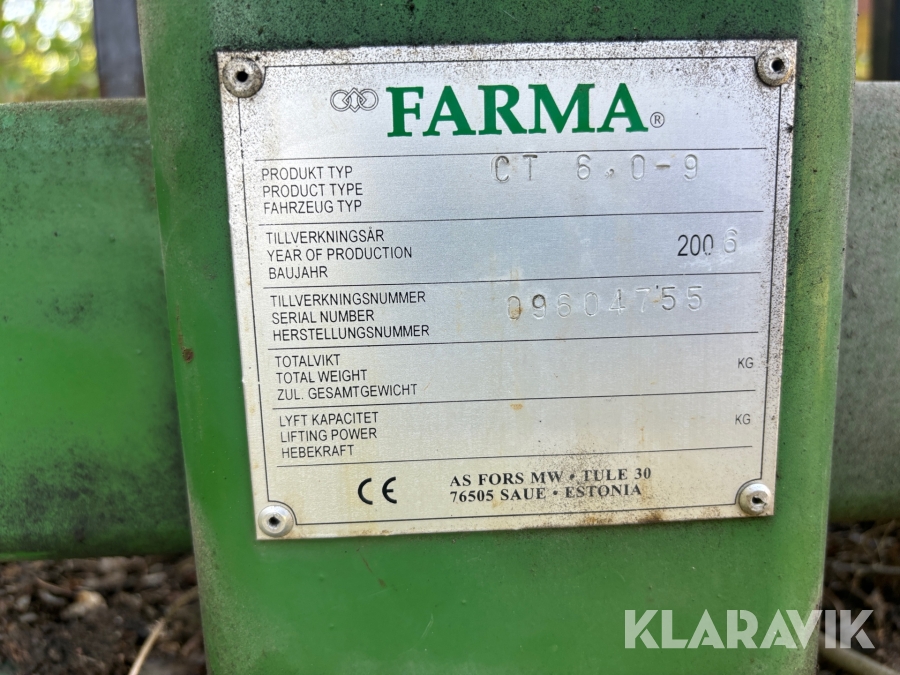 FARMA®
PRODUKT TYP
PRODUCT TYPE
FAHRZEUG TYP
CT 6.0-9
TILLVERKNINGSÅR
YEAR OF PRODUCTION
BAUJAHR
2006
TILLVERKNINGSNUMMER
SERIAL NUMBER
HERSTELLUNGSNUMMER
09604755
TOTALVIKT
TOTAL WEIGHT
ZUL. GESAMTGEWICHT
KG
LYFT KAPACITET
LIFTING POWER
HEBEKRAFT
KG
CE
AS FORS MW • TULE 30
76505 SAUE • ESTONIA
KLARAVIK